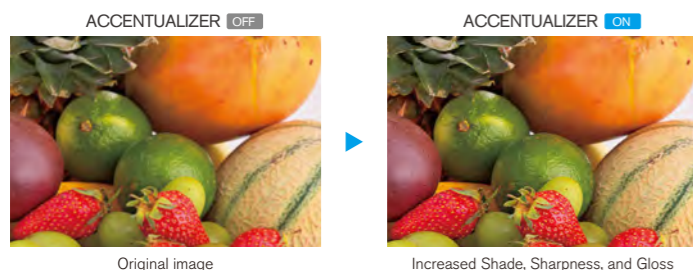 ACCENTUALIZER OFF
Original image
ACCENTUALIZER ON
Increased Shade, Sharpness, and Gloss